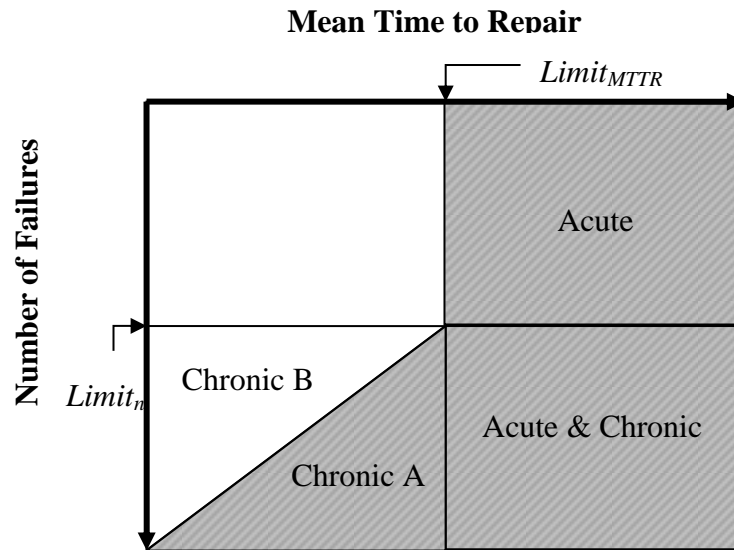 Mean Time to Repair
Limit_MTTR
Number of Failures
Acute
Chronic B
Limit_n
Acute & Chronic
Chronic A